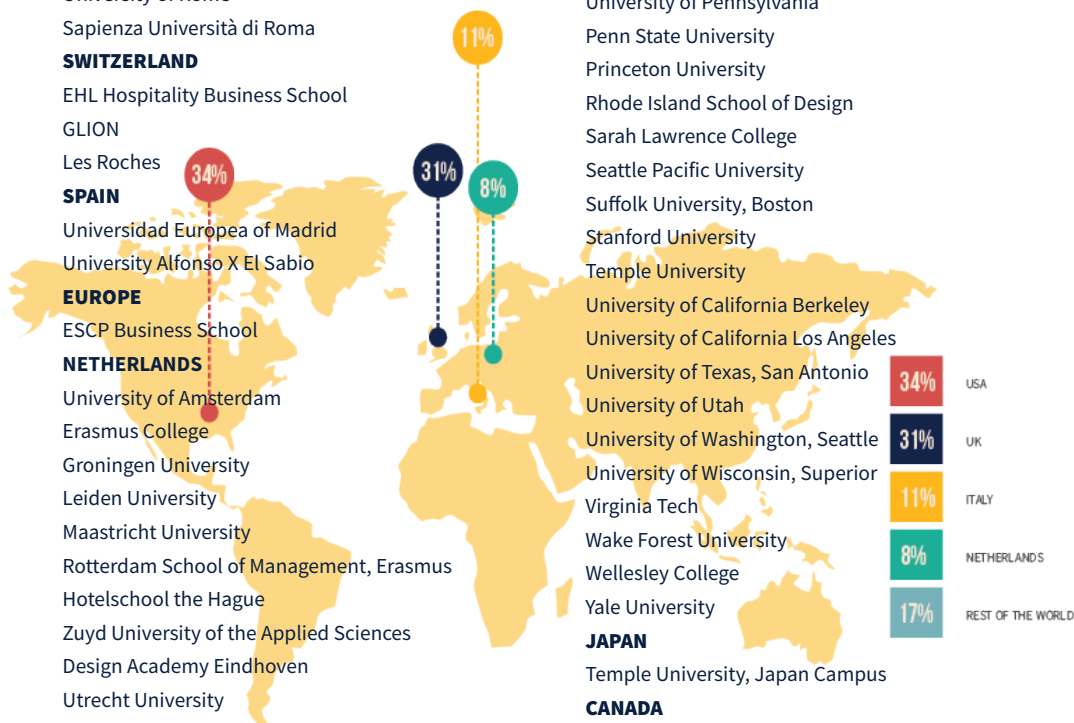 Sapienza Università di Roma
SWITZERLAND
EHL Hospitality Business School
GLION
Les Roches
SPAIN
Universidad Europea of Madrid
University Alfonso X El Sabio
EUROPE
ESCP Business School
NETHERLANDS
University of Amsterdam
Erasmus College
Groningen University
Leiden University
Maastricht University
Rotterdam School of Management, Erasmus
Hotelschool the Hague
Zuyd University of the Applied Sciences
Design Academy Eindhoven
Utrecht University
34%
31%
11%
8%
University of Pennsylvania
Penn State University
Princeton University
Rhode Island School of Design
Sarah Lawrence College
Seattle Pacific University
Suffolk University, Boston
Stanford University
Temple University
University of California Berkeley
University of California Los Angeles
University of Texas, San Antonio
University of Utah
University of Washington, Seattle
University of Wisconsin, Superior
Virginia Tech
Wake Forest University
Wellesley College
Yale University
JAPAN
Temple University, Japan Campus
CANADA
34% USA
31% UK
11% ITALY
8% NETHERLANDS
17% REST OF THE WORLD